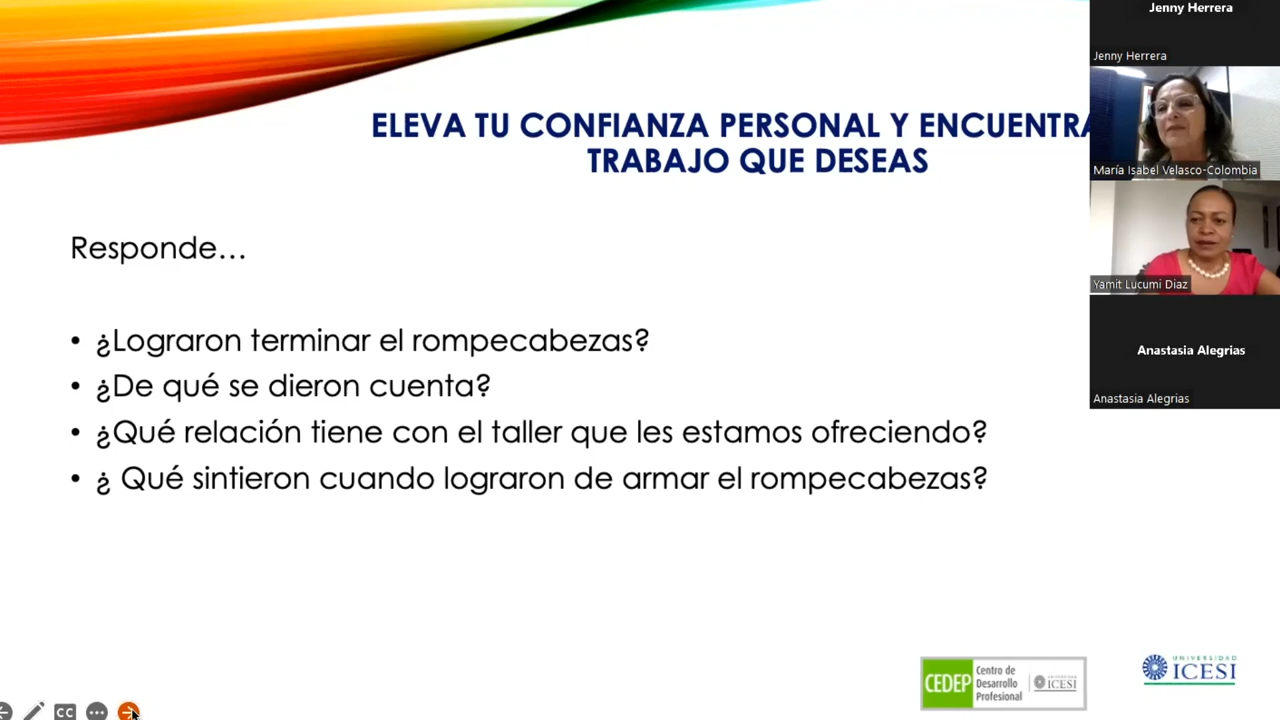 Jenny Herrera
Jenny Herrera
ELEVA TU CONFIANZA PERSONAL Y ENCUENTRA
TRABAJO QUE DESEAS
María Isabel Velasco-Colombia
Responde...
Yamit Lucumi Diaz
¿Lograron terminar el rompecabezas?
Anastasia Alegrias
• ¿De qué se dieron cuenta?
Anastasia Alegrias
• ¿Qué relación tiene con el taller que les estamos ofreciendo?
• ¿ Qué sintieron cuando lograron de armar el rompecabezas?
CEDEP
Centro de
Desarrollo
Profesional
UNIVERSIDAD
ICESI
UNIVERSIDAD
ICESI
CC